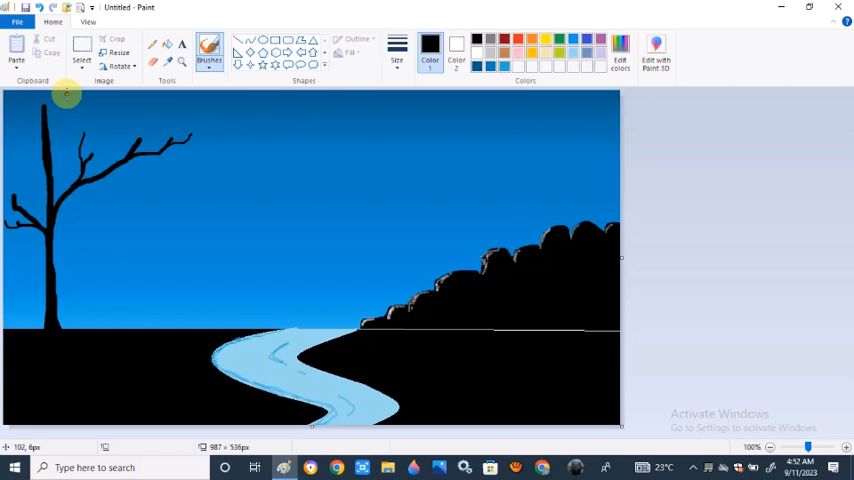 Untitled - Paint
File
Home
View
Paste
Cut
Copy
Clipboard
Select
Crop
Resize
Rotate
Image
A
Tools
Brushes
Outline
Fill
Shapes
Size
Color 1
Color 2
Edit colors
Colors
Edit with Paint 3D
Activate Windows
Go to Settings to activate Windows.
102, 6px
987 × 536px
100%
Type here to search
23°C
4:52 AM
9/11/2023